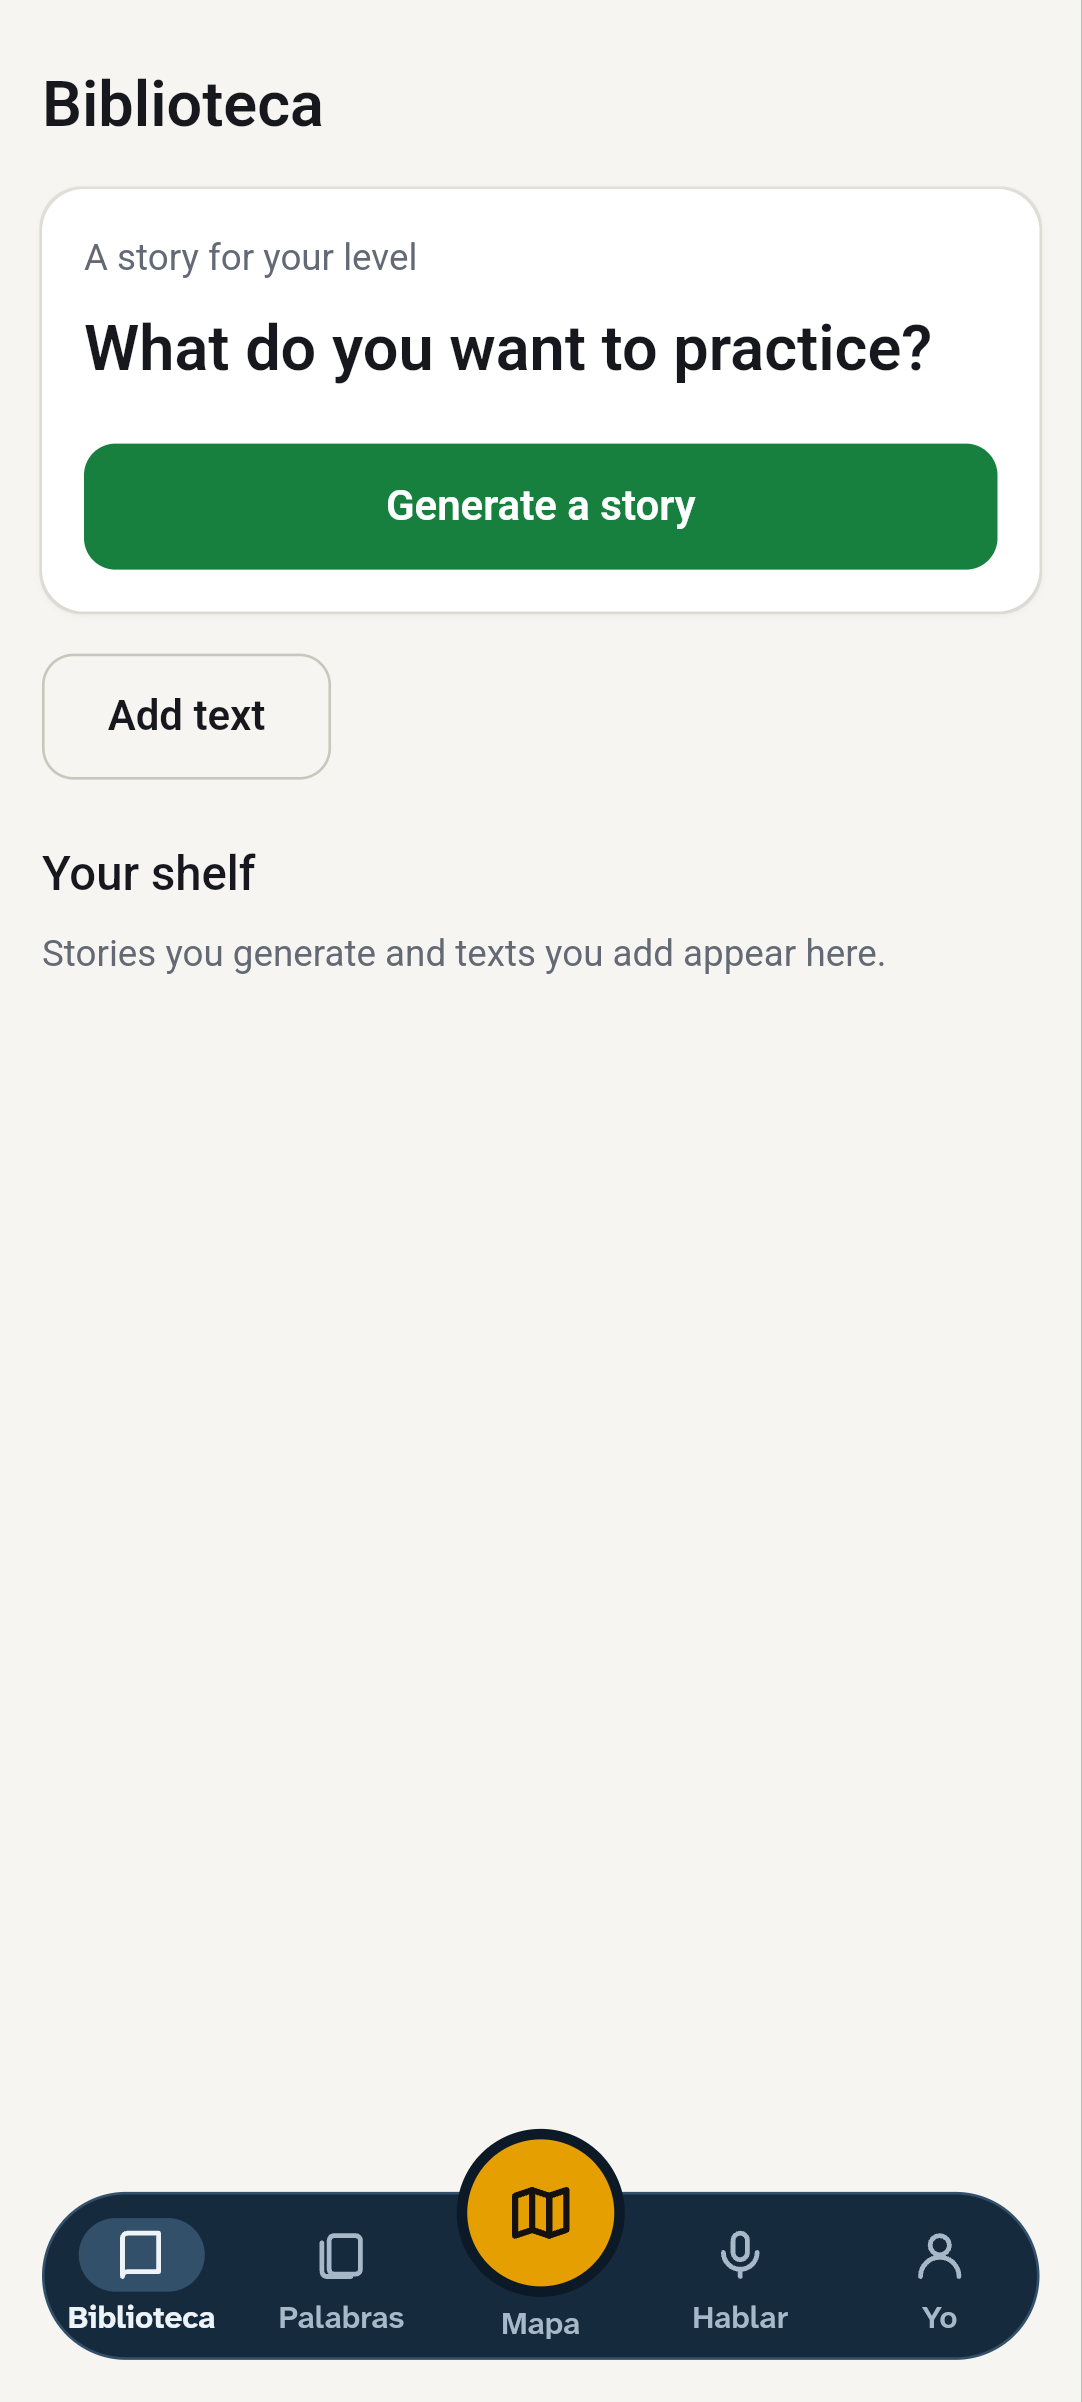 Biblioteca
A story for your level
What do you want to practice?
Generate a story
Add text
Your shelf
Stories you generate and texts you add appear here.
Biblioteca
Palabras
Mapa
Hablar
Yo